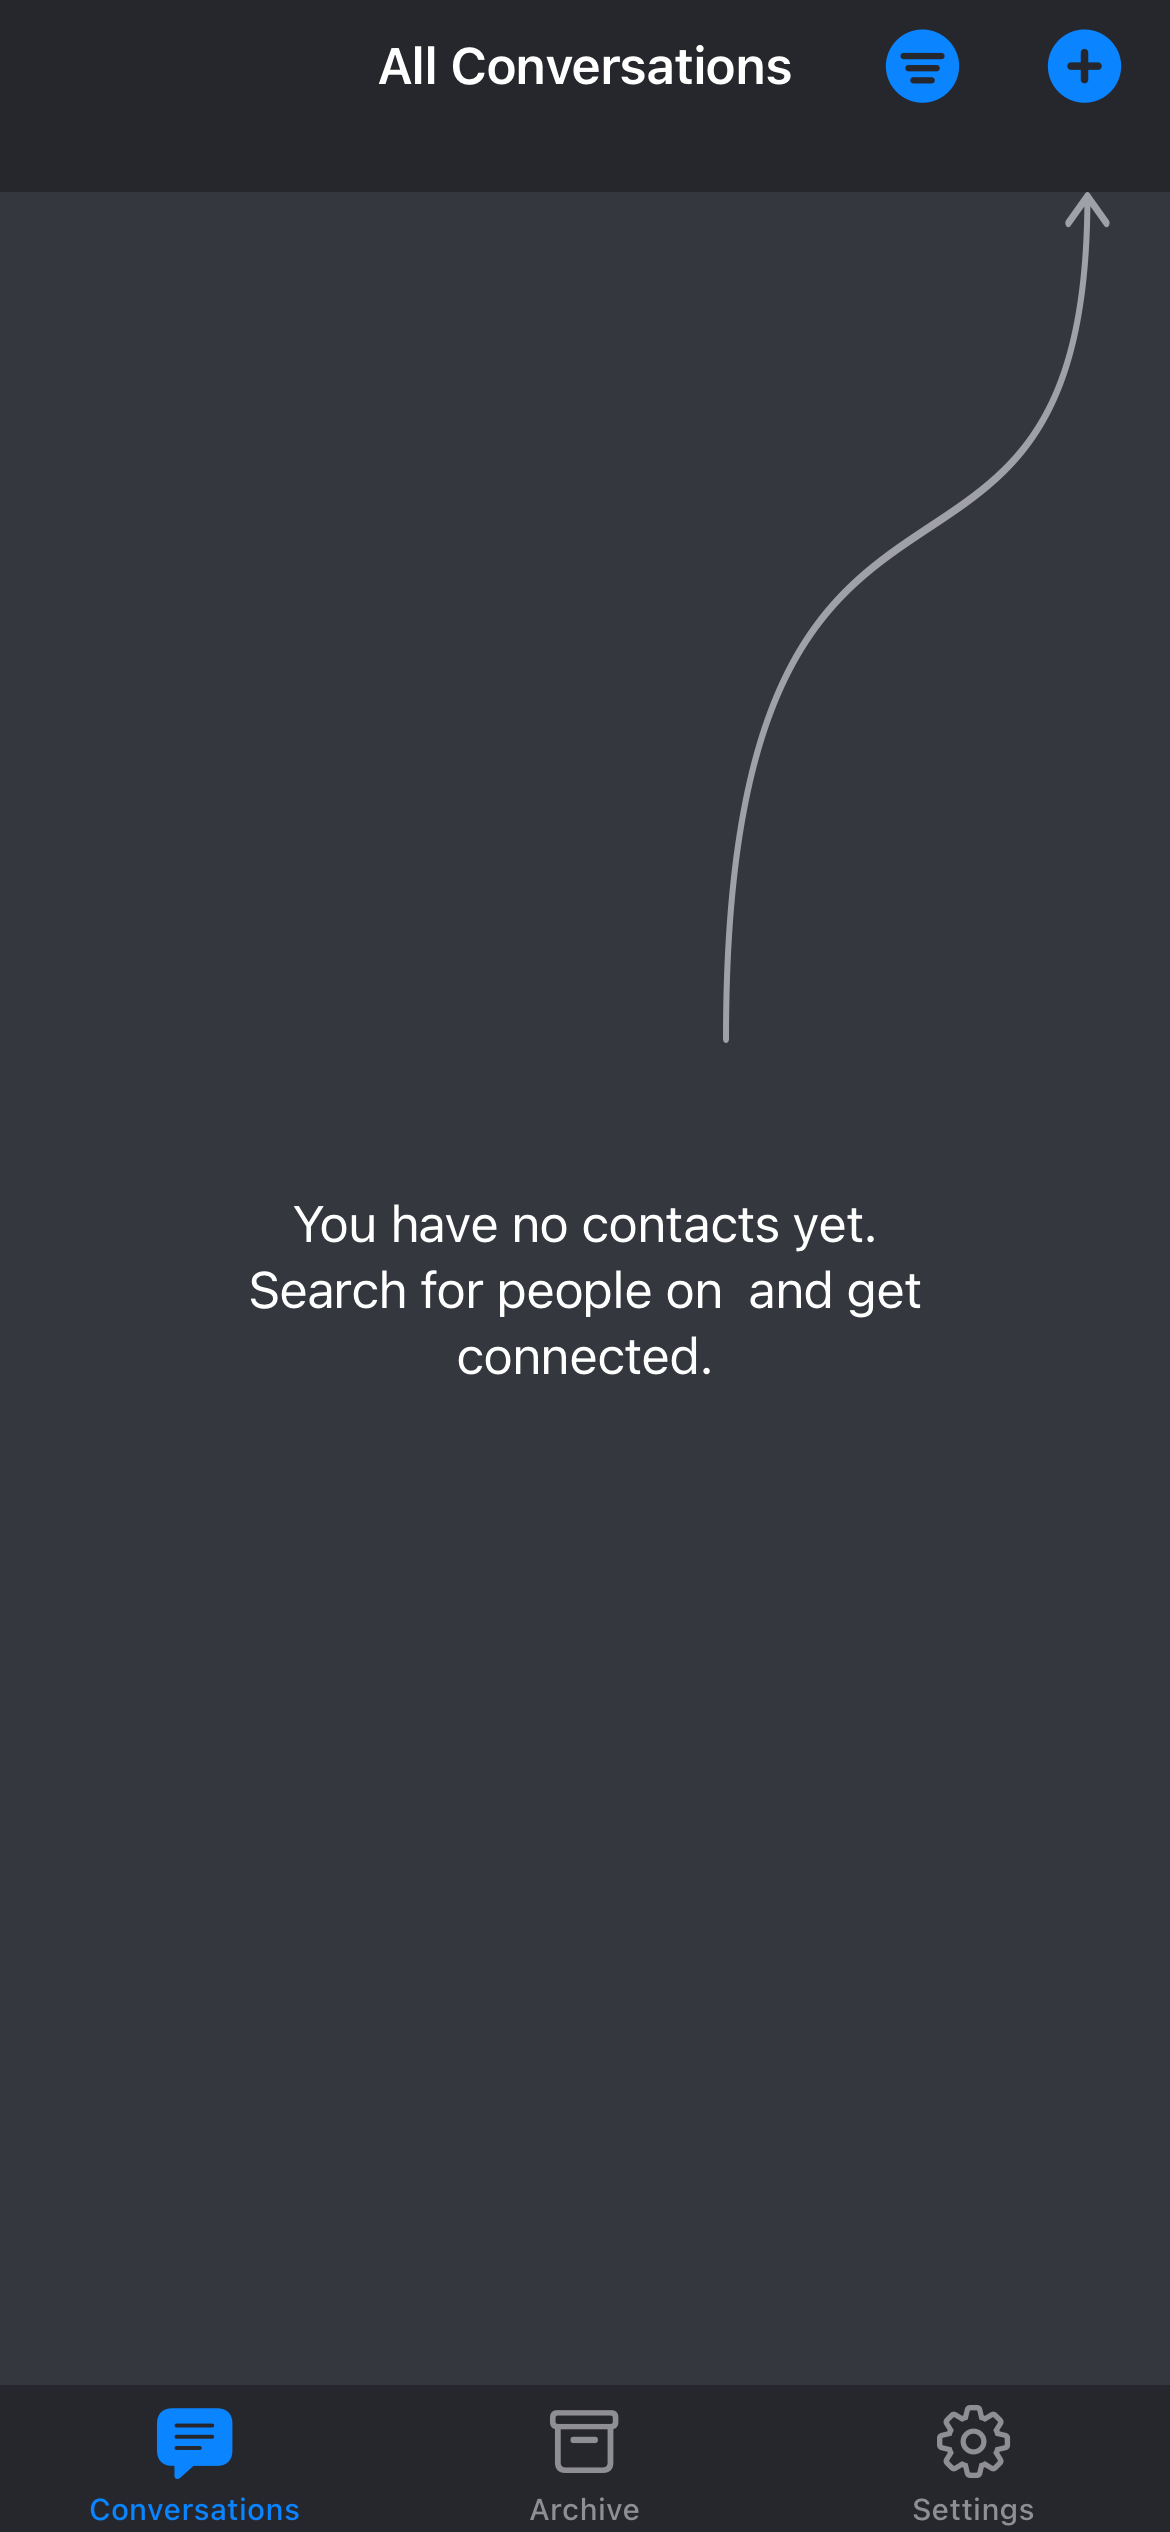 All Conversations
You have no contacts yet.
Search for people on  and get
connected.
Conversations
Archive
Settings